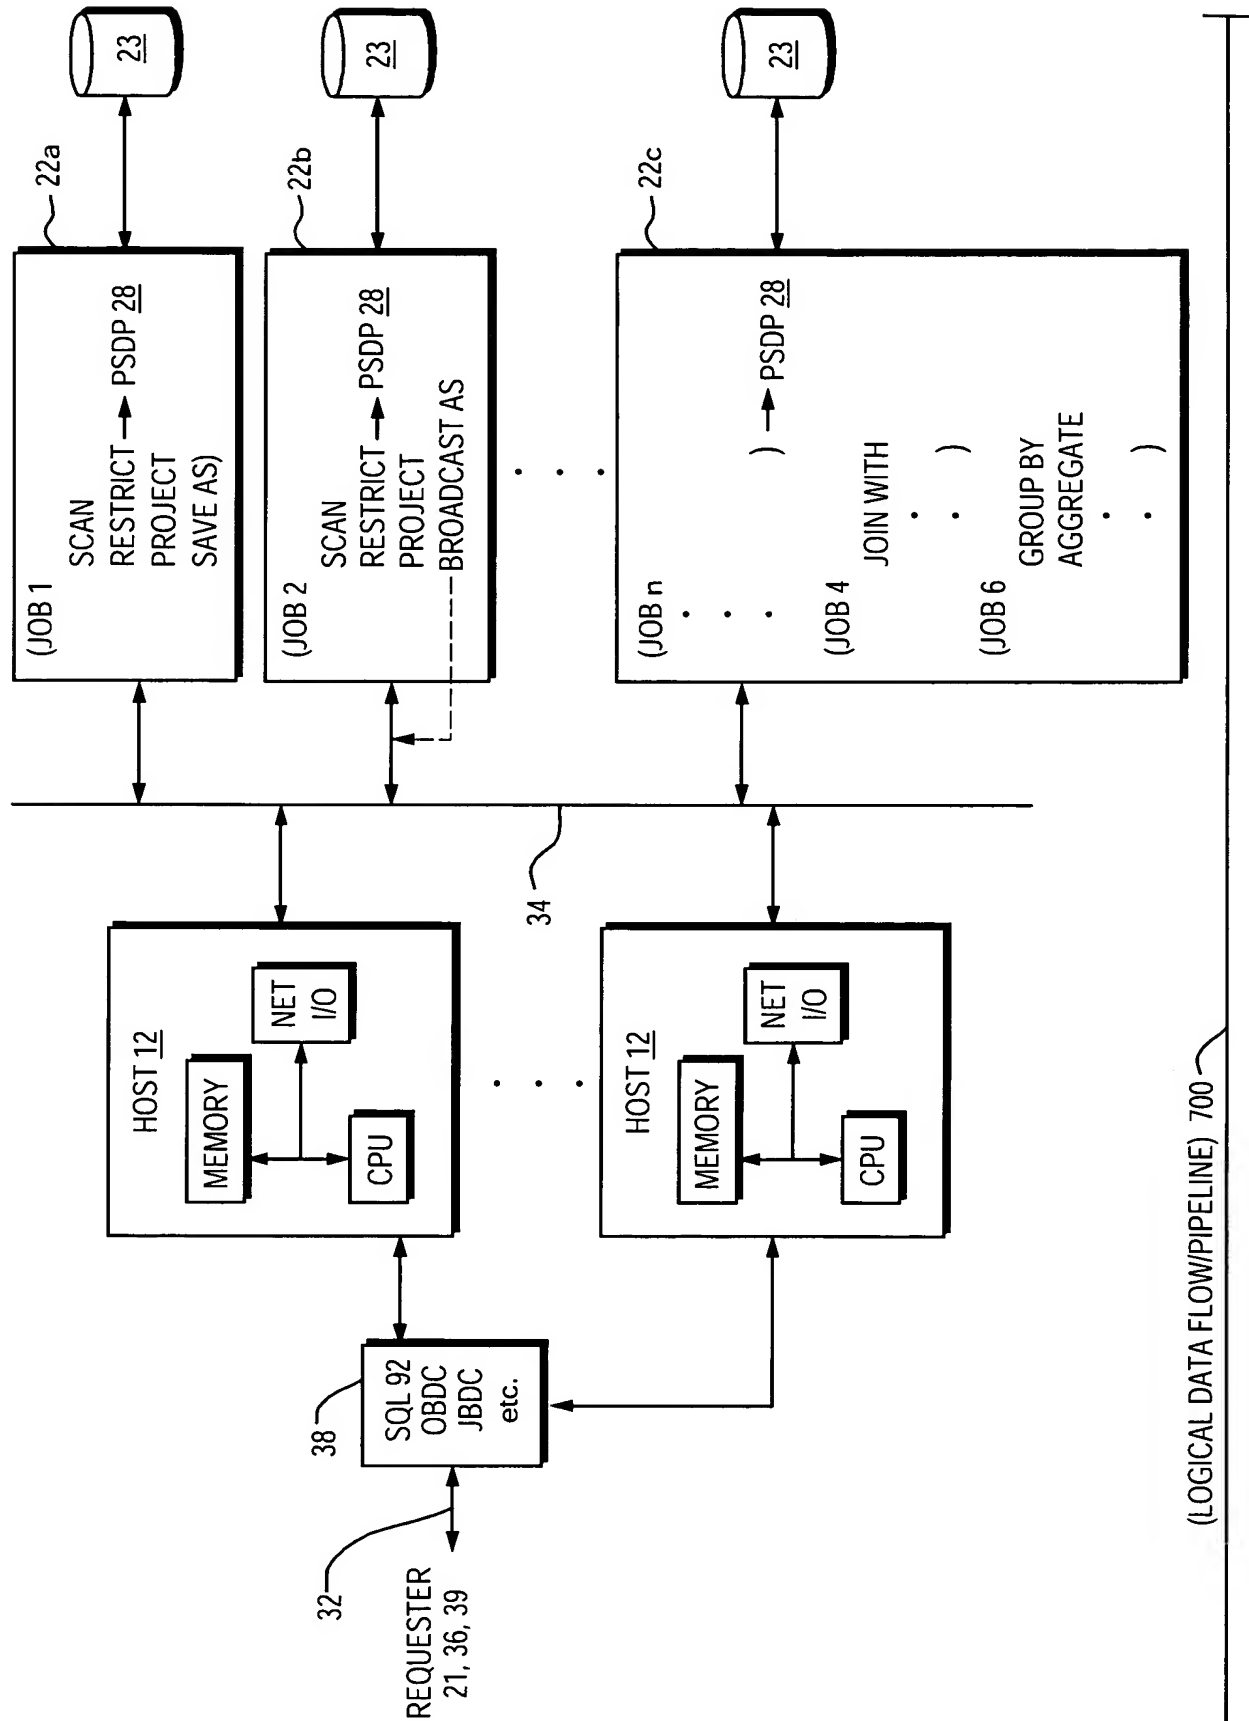 REQUESTER
21, 36, 39
32
38
SQL 92
OBDC
JBDC
etc.
HOST 12
MEMORY
CPU
NET
I/O
HOST 12
MEMORY
CPU
NET
I/O
34
22a
(JOB 1
SCAN
RESTRICT PSDP 28
PROJECT
SAVE AS)
23
22b
(JOB 2
SCAN
RESTRICT PSDP 28
PROJECT
BROADCAST AS
23
22c
(JOB n
) PSDP 28
(JOB 4
JOIN WITH
)
(JOB 6
GROUP BY
AGGREGATE
)
23
(LOGICAL DATA FLOW/PIPELINE) 700